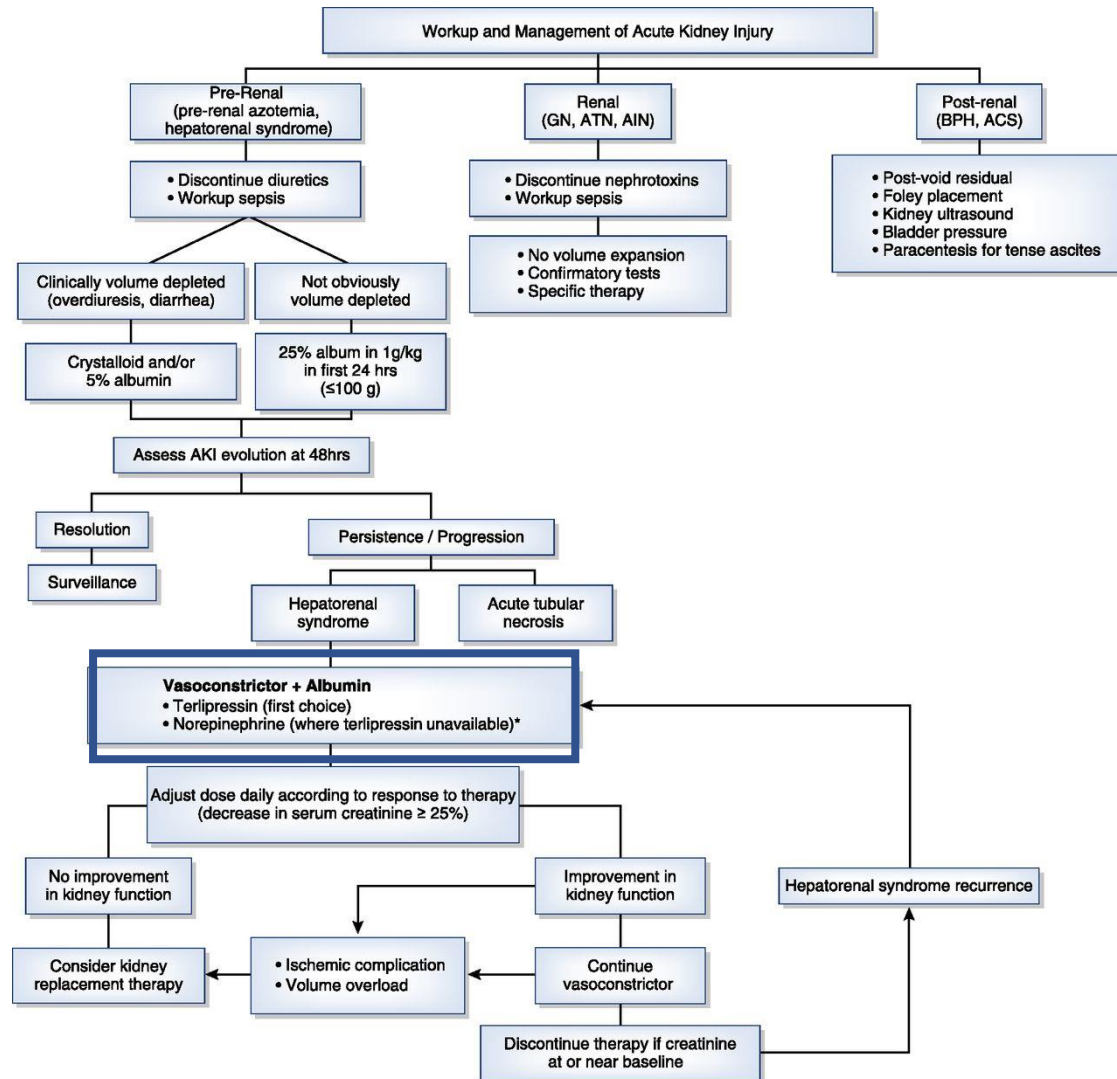 Workup and Management of Acute Kidney Injury
Pre-Renal
(pre-renal azotemia,
hepatorenal syndrome)
Renal
(GN, ATN, AIN)
Post-renal
(BPH, ACS)
• Discontinue diuretics
• Workup sepsis
• Discontinue nephrotoxins
• Workup sepsis
• Post-void residual
• Foley placement
• Kidney ultrasound
• Bladder pressure
• Paracentesis for tense ascites
• No volume expansion
• Confirmatory tests
• Specific therapy
Clinically volume depleted
(overdiuresis, diarrhea)
Not obviously
volume depleted
Crystalloid and/or
5% albumin
25% album in 1g/kg
in first 24 hrs
(≤100 g)
Assess AKI evolution at 48hrs
Resolution
Persistence / Progression
Surveillance
Hepatorenal
syndrome
Acute tubular
necrosis
Vasoconstrictor + Albumin
• Terlipressin (first choice)
• Norepinephrine (where terlipressin unavailable)*
Adjust dose daily according to response to therapy
(decrease in serum creatinine ≥ 25%)
No improvement
in kidney function
Improvement in
kidney function
Hepatorenal syndrome recurrence
Consider kidney
replacement therapy
• Ischemic complication
• Volume overload
Continue
vasoconstrictor
Discontinue therapy if creatinine
at or near baseline